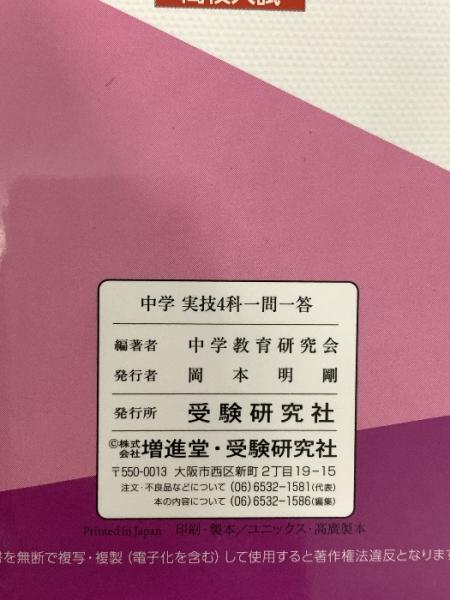 高校入試
中学 実技4科一問一答
編著者 中学教育研究会
発行者 岡本明剛
発行所 受験研究社
©株式会社 増進堂・受験研究社
〒550-0013 大阪市西区新町2丁目19-15
注文・不良品などについて (06)6532-1581(代表)
本の内容について (06)6532-1586(編集)
Printed in Japan 印刷・製本/ユニックス・高廣製本
を無断で複写・複製(電子化を含む)して使用すると著作権法違反となります